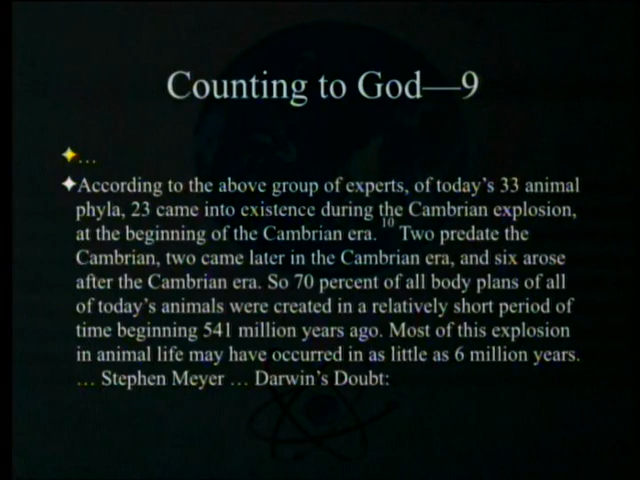 Counting to God—9
…
According to the above group of experts, of today's 33 animal
phyla, 23 came into existence during the Cambrian explosion,
at the beginning of the Cambrian era. 10 Two predate the
Cambrian, two came later in the Cambrian era, and six arose
after the Cambrian era. So 70 percent of all body plans of all
of today's animals were created in a relatively short period of
time beginning 541 million years ago. Most of this explosion
in animal life may have occurred in as little as 6 million years.
… Stephen Meyer … Darwin's Doubt: